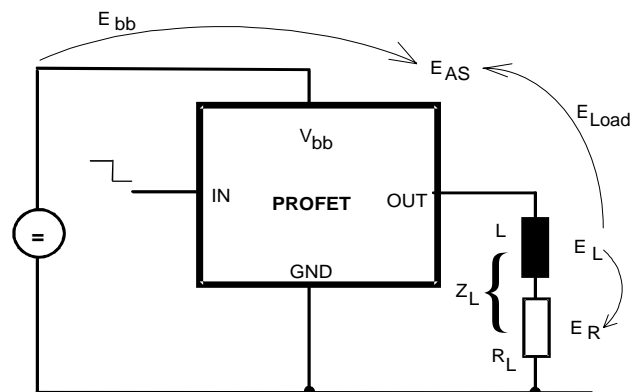 E bb
E AS
E Load
V bb
IN
PROFET
OUT
=
L
E L
GND
Z L
{
E R
R L